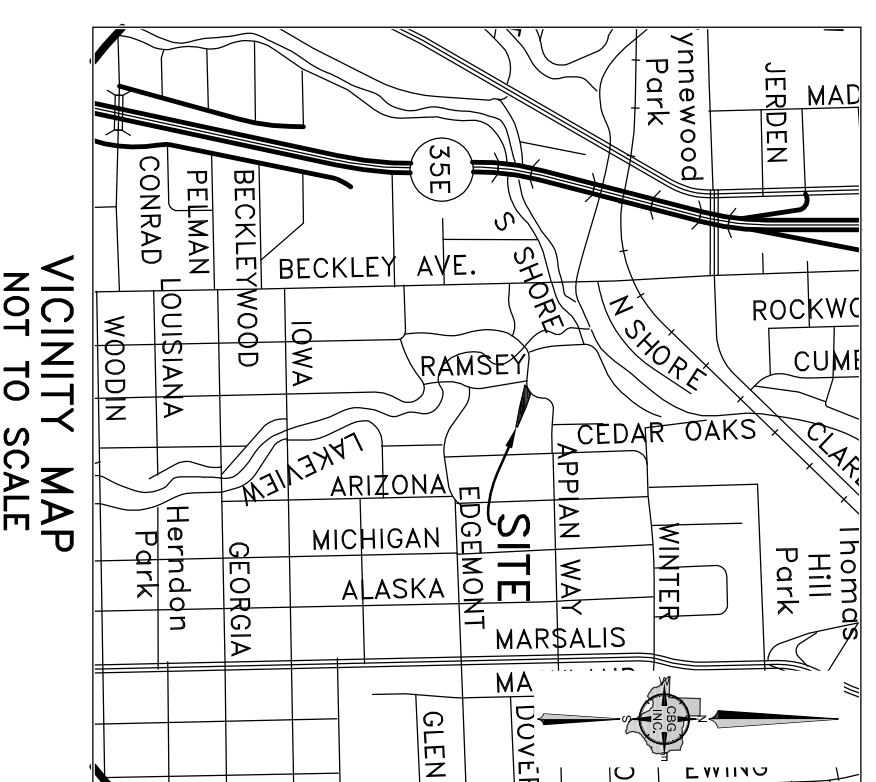 ynnewood
Park
JERDEN
MAD
35E
CONRAD
PELMAN
BECKLEYWOOD
S SHORE
BECKLEY AVE.
N SHORE
ROCKWO
CUMB
WOODIN
LOUISIANA
IOWA
RAMSEY
CEDAR OAKS
LAKEVIEW
ARIZONA
EDGEMONT
APPIAN WAY
SITE
MICHIGAN
ALASKA
Herndon
Park
GEORGIA
WINTER
Thomas
Hill
Park
MARSALIS
MA
GLEN
DOVER
EWING
N
S
W
CBG
INC.
VICINITY MAP
NOT TO SCALE